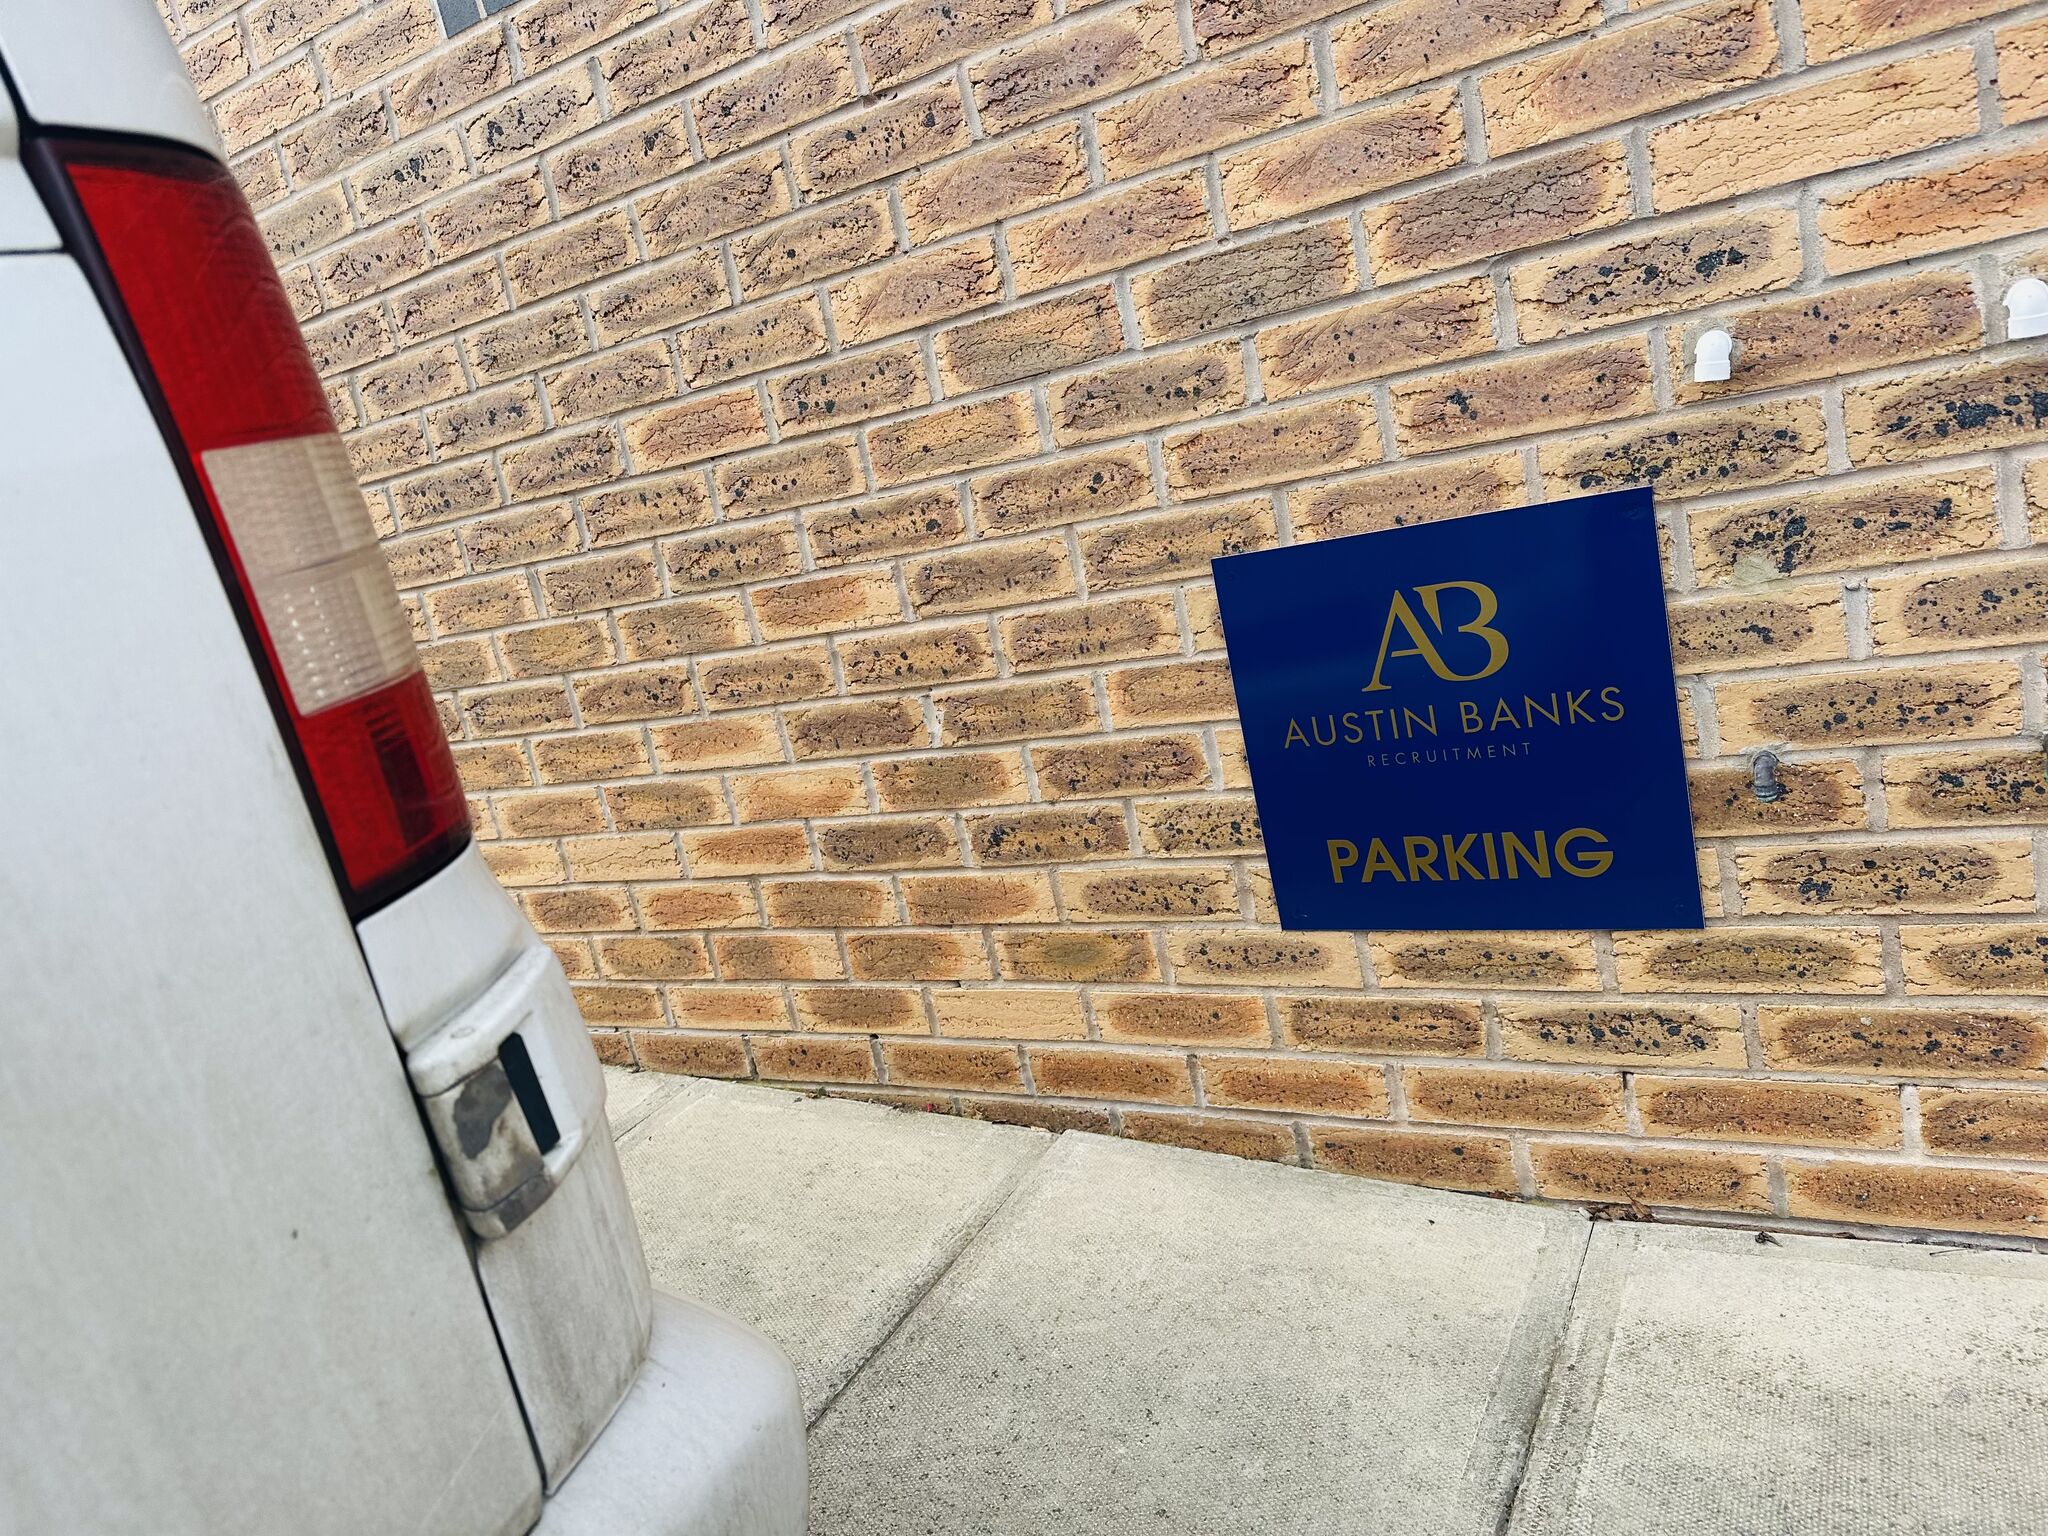 AB
AUSTIN BANKS
RECRUITMENT
PARKING